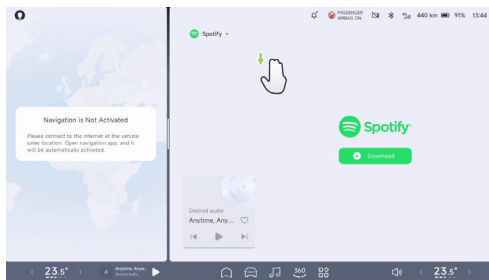 PASSENGER
AIRBAG ON
440 km
91%
13:44
Spotify
Navigation is Not Activated
Please connect to the internet at the vehicle
sales location. Open navigation app, and it
will be automatically activated.
Spotify
Download
Desired audio
Anytime, Any...
23.5°
Anytime, Anyw.
Desired audio
360
23.5°